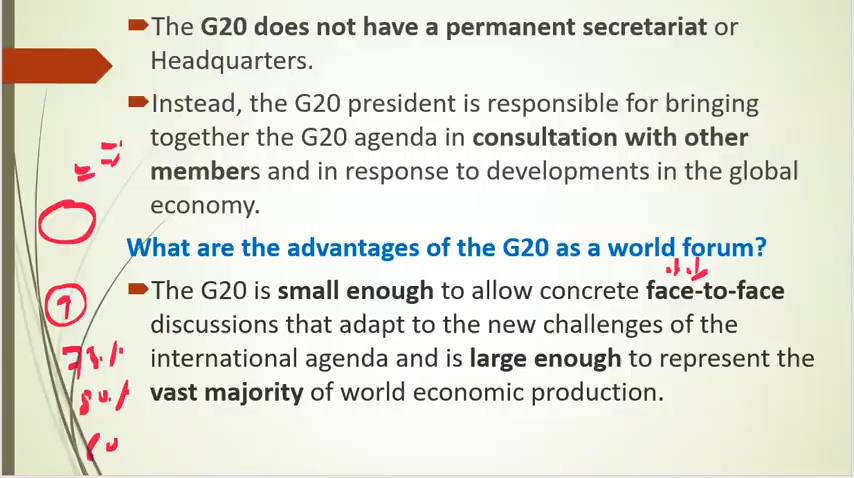 The G20 does not have a permanent secretariat or
Headquarters.
Instead, the G20 president is responsible for bringing
together the G20 agenda in consultation with other
members and in response to developments in the global
economy.
What are the advantages of the G20 as a world forum?
The G20 is small enough to allow concrete face-to-face
discussions that adapt to the new challenges of the
international agenda and is large enough to represent the
vast majority of world economic production.